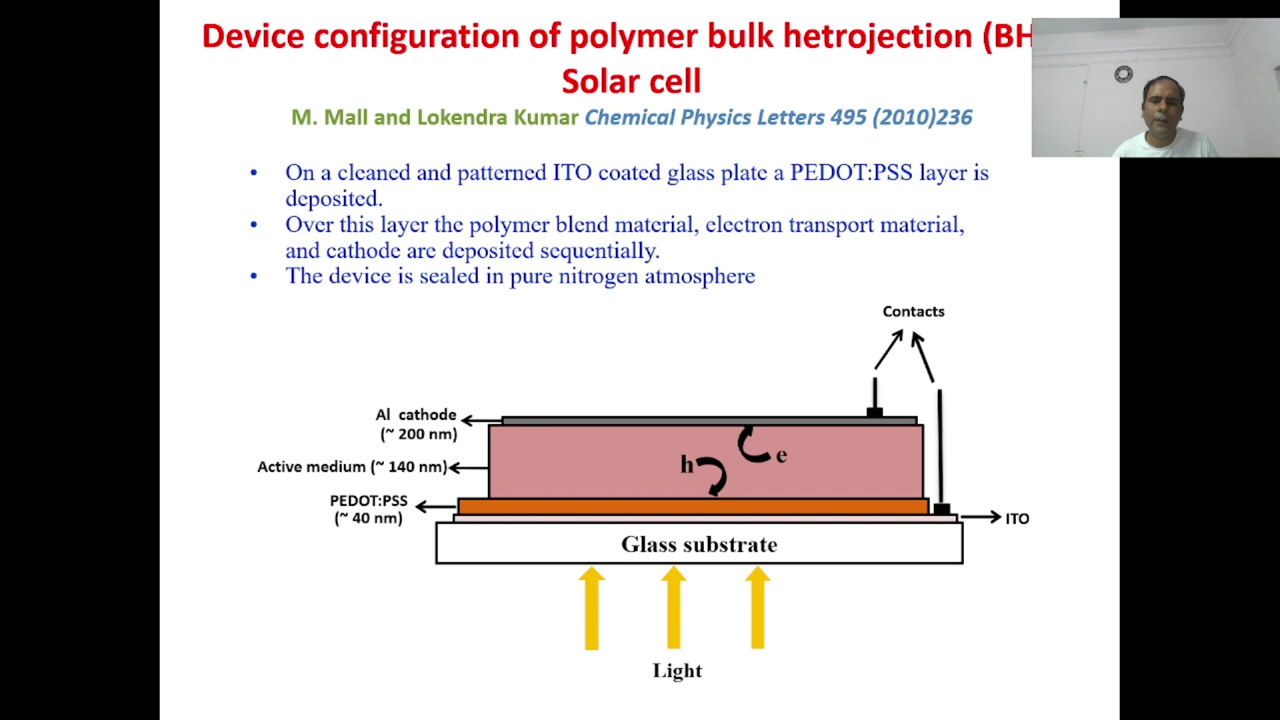 Device configuration of polymer bulk hetrojection (BH
Solar cell
M. Mall and Lokendra Kumar Chemical Physics Letters 495 (2010)236
• On a cleaned and patterned ITO coated glass plate a PEDOT:PSS layer is
deposited.
• Over this layer the polymer blend material, electron transport material,
and cathode are deposited sequentially.
• The device is sealed in pure nitrogen atmosphere
Contacts
Al cathode
(~ 200 nm)
e
h
Active medium (~ 140 nm)
PEDOT:PSS
(~ 40 nm)
ITO
Glass substrate
Light